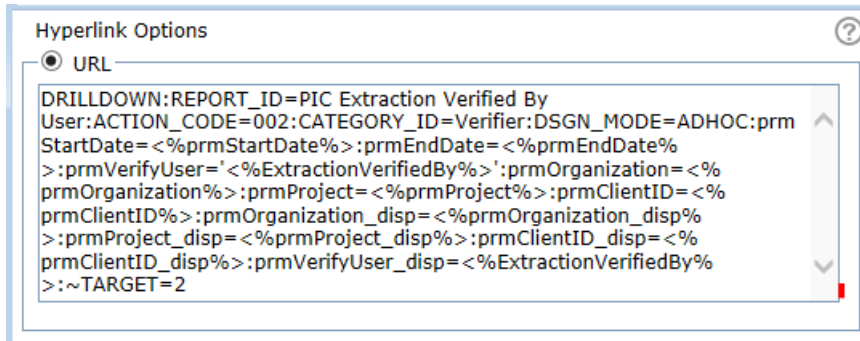 Hyperlink Options
?
URL
DRILLDOWN:REPORT_ID=PIC Extraction Verified By
User:ACTION_CODE=002:CATEGORY_ID=Verifier:DSGN_MODE=ADHOC:prm
StartDate=<%prmStartDate%>:prmEndDate=<%prmEndDate%
>:prmVerifyUser='<%ExtractionVerifiedBy%>':prmOrganization=<%
prmOrganization%>:prmProject=<%prmProject%>:prmClientID=<%
prmClientID%>:prmOrganization_disp=<%prmOrganization_disp%
>:prmProject_disp=<%prmProject_disp%>:prmClientID_disp=<%
prmClientID_disp%>:prmVerifyUser_disp=<%ExtractionVerifiedBy%
>:~TARGET=2